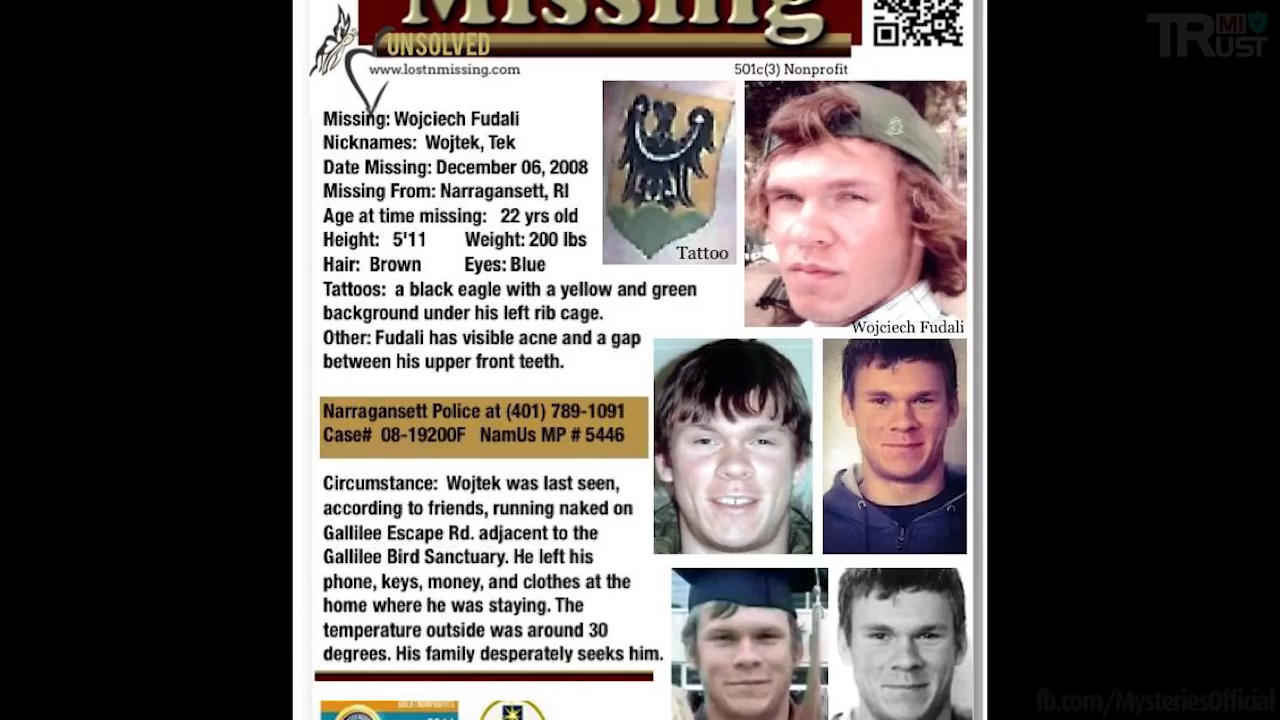 Missing
UNSOLVED
www.lostnmissing.com
501c(3) Nonprofit
TRUST
MI
Missing: Wojciech Fudali
Nicknames: Wojtek, Tek
Date Missing: December 06, 2008
Missing From: Narragansett, RI
Age at time missing: 22 yrs old
Height: 5'11 Weight: 200 lbs
Hair: Brown Eyes: Blue
Tattoos: a black eagle with a yellow and green
background under his left rib cage.
Other: Fudali has visible acne and a gap
between his upper front teeth.
Tattoo
Wojciech Fudali
Narragansett Police at (401) 789-1091
Case# 08-19200F NamUs MP # 5446
Circumstance: Wojtek was last seen,
according to friends, running naked on
Gallilee Escape Rd. adjacent to the
Gallilee Bird Sanctuary. He left his
phone, keys, money, and clothes at the
home where he was staying. The
temperature outside was around 30
degrees. His family desperately seeks him.
fb.com/MysteriesOfficial